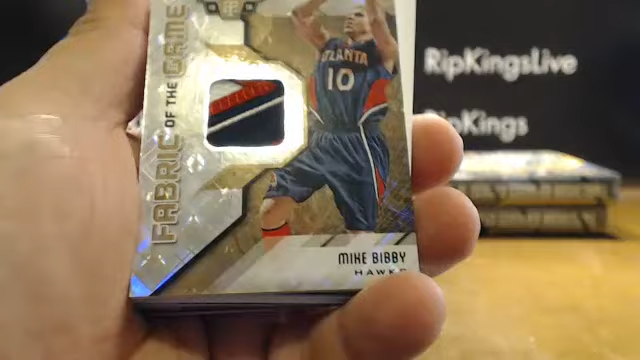 FABRIC OF THE GAME
ATLANTA
10
MIKE BIBBY
HAWKS
RipKingsLive
RipKings